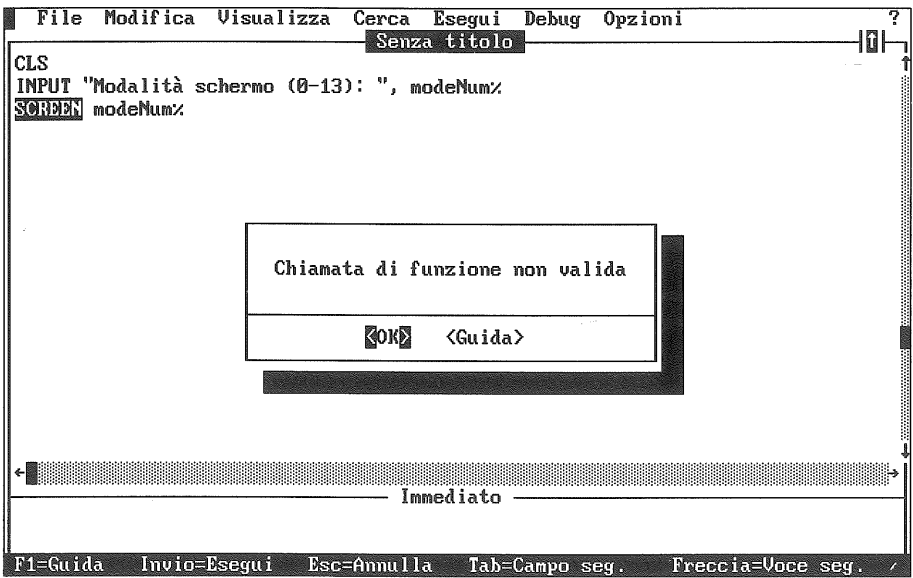 File Modifica Visualizza Cerca Esegui Debug Opzioni ?
Senza titolo
CLS
INPUT "Modalità schermo (0-13): ", modeNum%
SCREEN modeNum%
Chiamata di funzione non valida
<OK> <Guida>
Immediato
F1=Guida Invio=Esegui Esc=Annulla Tab=Campo seg. Freccia=Voce seg.